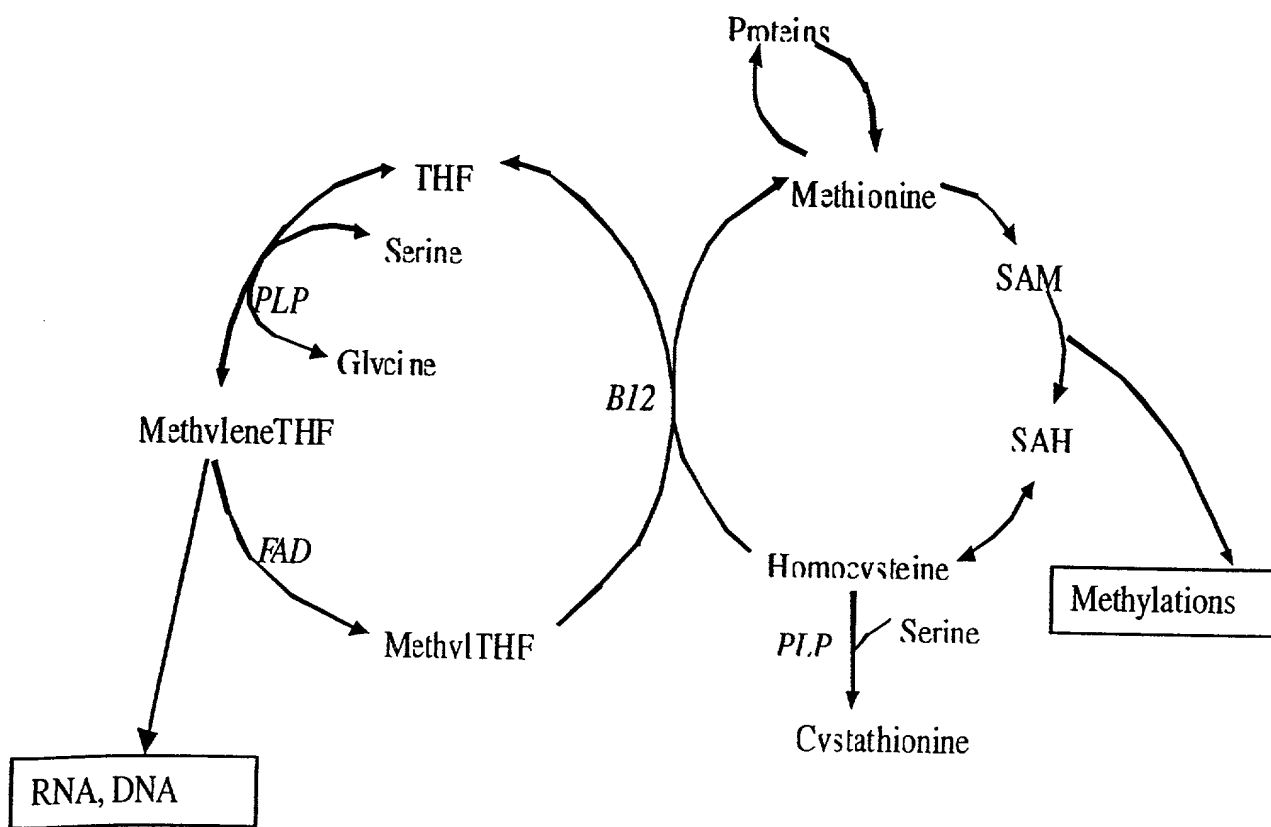 Proteins
THF
Methionine
Serine
SAM
PLP
Glycine
B12
MethyleneTHF
SAH
FAD
Homocysteine
Methylations
MethylTHF
PLP
Serine
Cystathionine
RNA, DNA